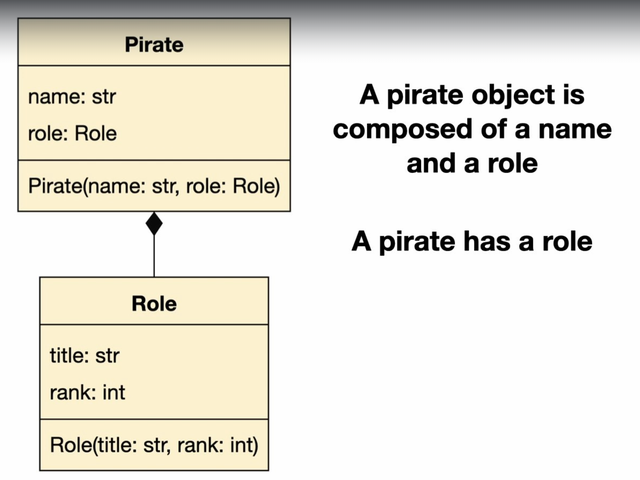 Pirate
name: str
role: Role
Pirate(name: str, role: Role)
Role
title: str
rank: int
Role(title: str, rank: int)
A pirate object is
composed of a name
and a role
A pirate has a role